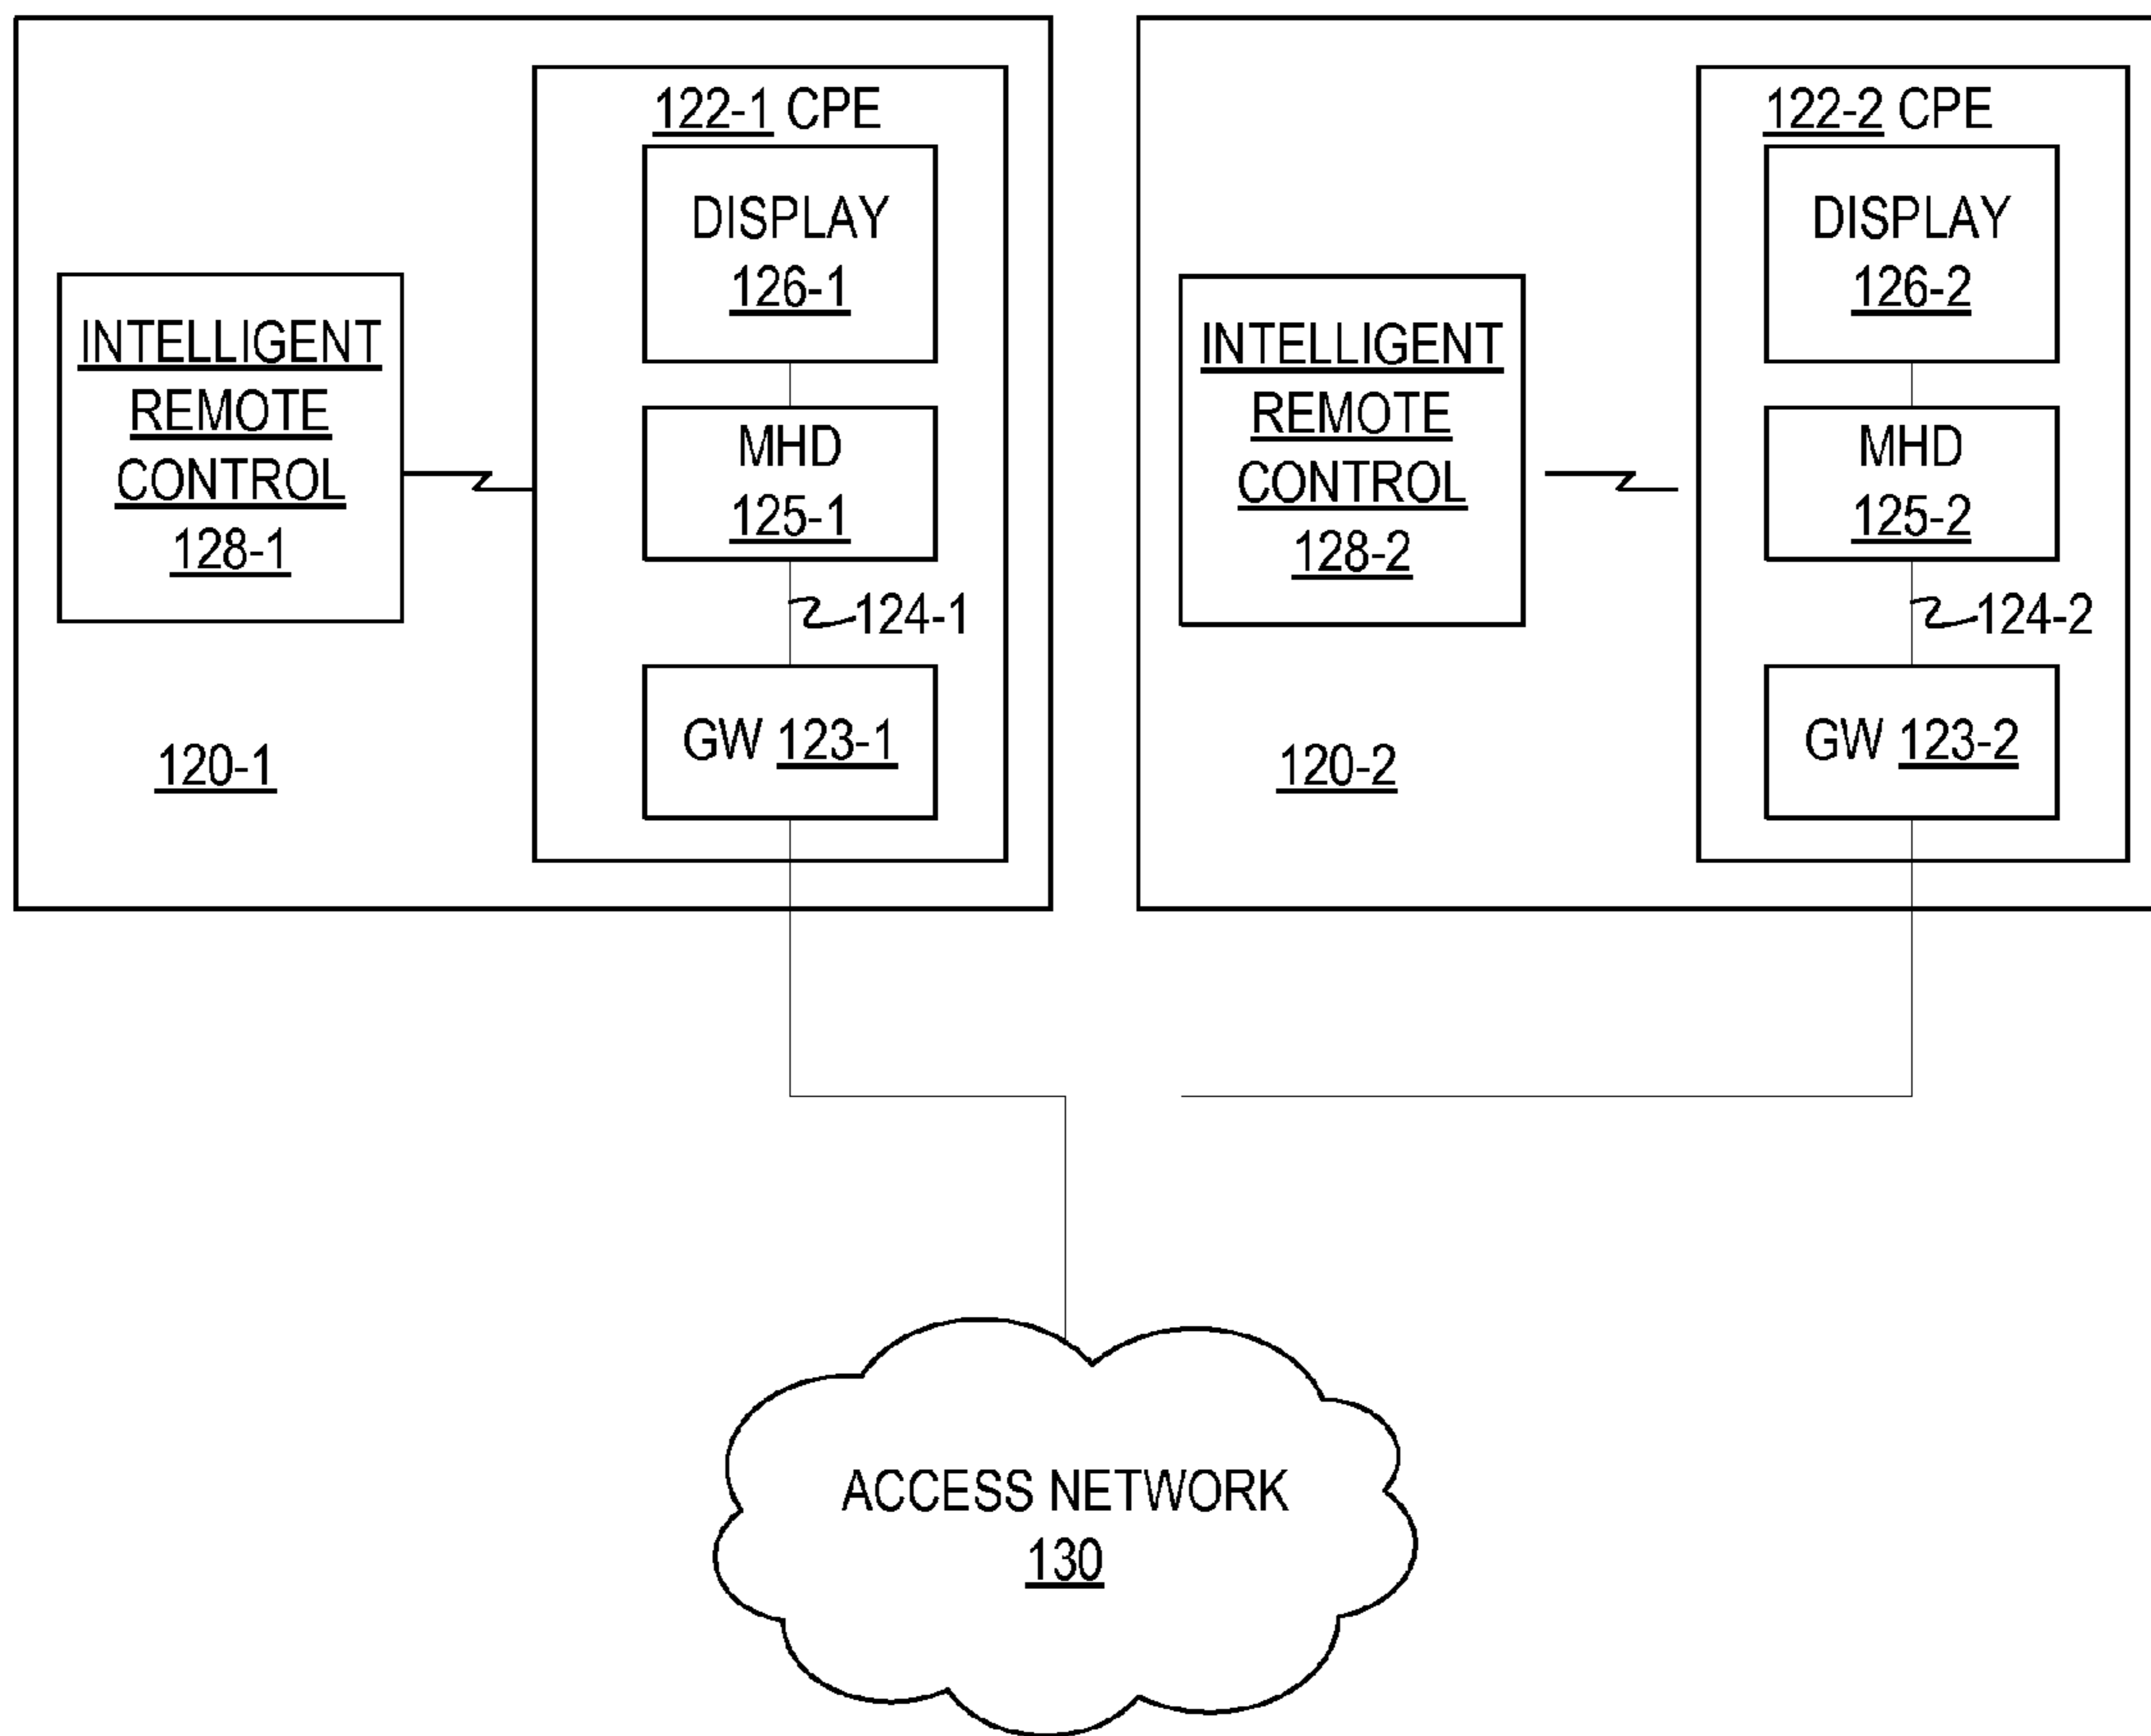 122-1 CPE
DISPLAY
126-1
INTELLIGENT
REMOTE
CONTROL
128-1
MHD
125-1
124-1
GW 123-1
120-1
122-2 CPE
DISPLAY
126-2
INTELLIGENT
REMOTE
CONTROL
128-2
MHD
125-2
124-2
GW 123-2
120-2
ACCESS NETWORK
130